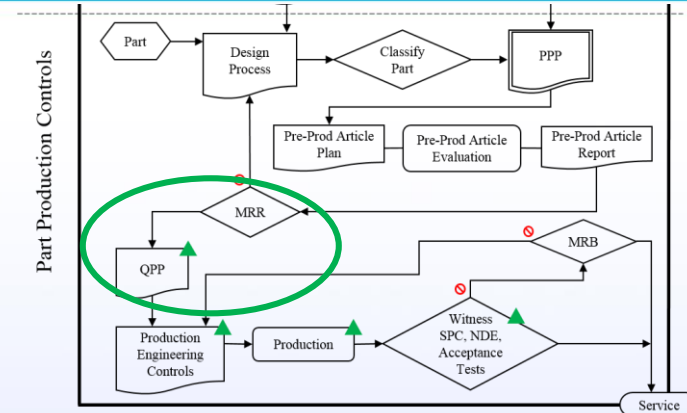 Part Production Controls
Part
Design
Process
Classify
Part
PPP
Pre-Prod Article
Plan
Pre-Prod Article
Evaluation
Pre-Prod Article
Report
MRR
MRB
QPP
Production
Engineering
Controls
Production
Witness
SPC, NDE,
Acceptance
Tests
Service